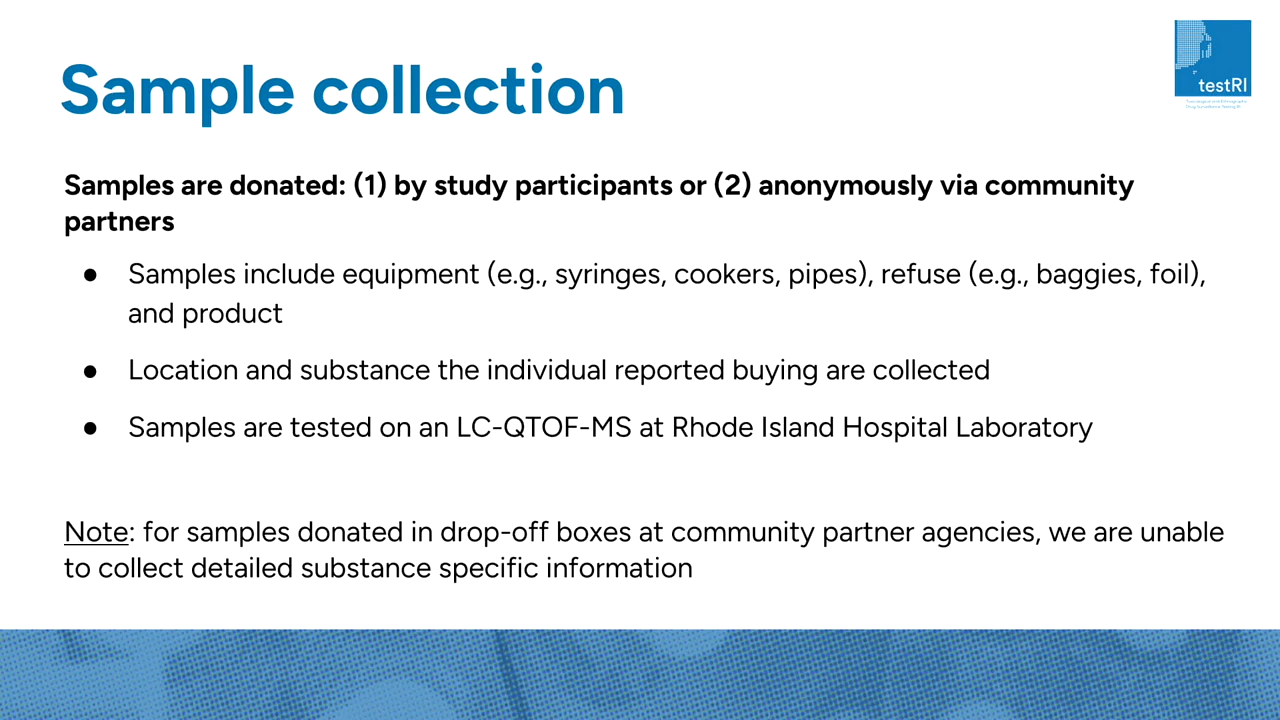 testRI
Sample collection
Samples are donated: (1) by study participants or (2) anonymously via community
partners
● Samples include equipment (e.g., syringes, cookers, pipes), refuse (e.g., baggies, foil),
and product
● Location and substance the individual reported buying are collected
● Samples are tested on an LC-QTOF-MS at Rhode Island Hospital Laboratory
Note: for samples donated in drop-off boxes at community partner agencies, we are unable
to collect detailed substance specific information